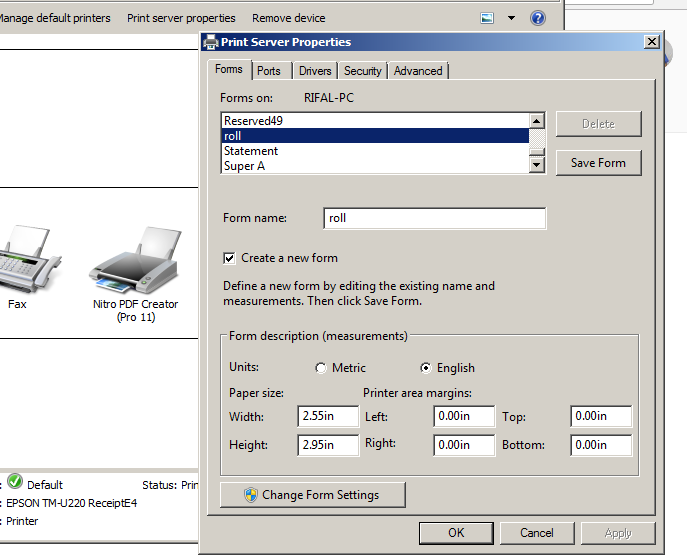 Manage default printers Print server properties Remove device
Print Server Properties
Forms Ports Drivers Security Advanced
Forms on: RIFAL-PC
Reserved49
roll
Statement
Super A
Delete
Save Form
Form name: roll
Create a new form
Define a new form by editing the existing name and
measurements. Then click Save Form.
Form description (measurements)
Units: Metric English
Paper size: Printer area margins:
Width: 2.55in Left: 0.00in Top: 0.00in
Height: 2.95in Right: 0.00in Bottom: 0.00in
Change Form Settings
OK Cancel Apply
Fax
Nitro PDF Creator
(Pro 11)
: Default Status: Prin
: EPSON TM-U220 ReceiptE4
: Printer